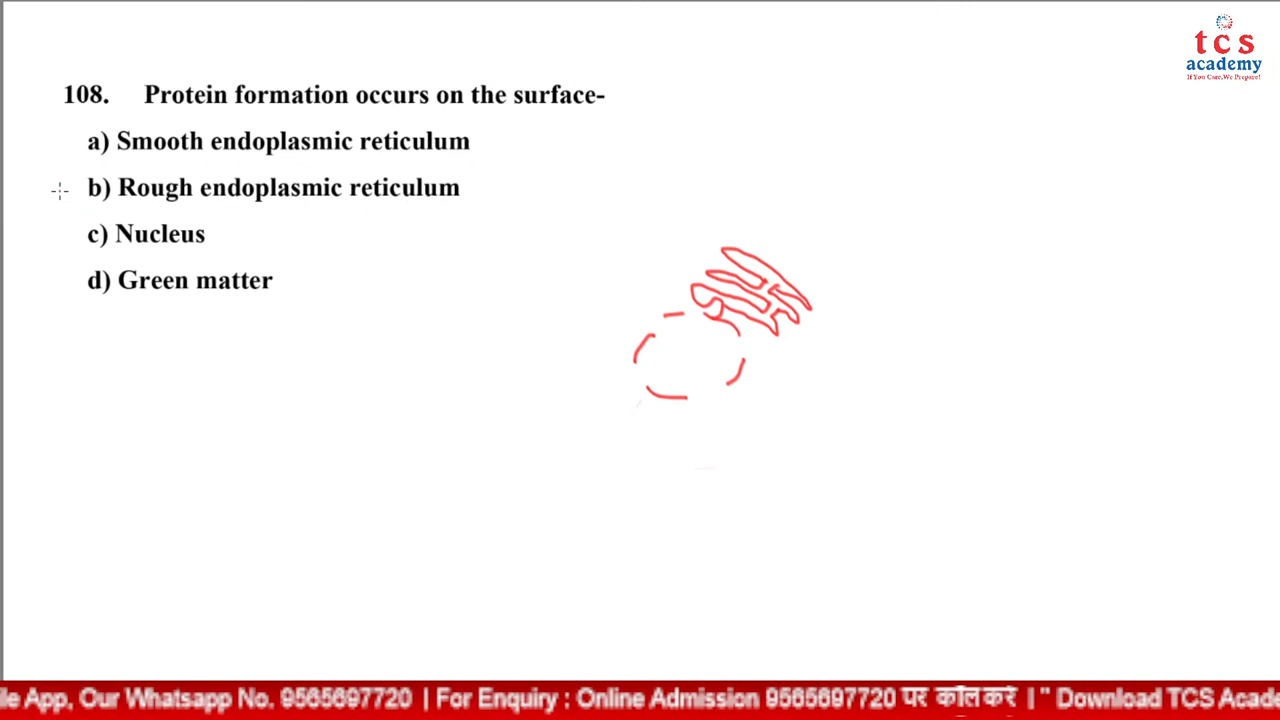 tcs
academy
If You Care,We Prepare!
108. Protein formation occurs on the surface-
a) Smooth endoplasmic reticulum
b) Rough endoplasmic reticulum
c) Nucleus
d) Green matter
le App, Our Whatsapp No. 9565697720 | For Enquiry : Online Admission 9565697720 पर कॉल करें | " Download TCS Acade